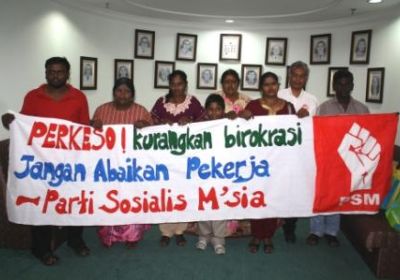 PERKESO! kurangkan birokrasi
Jangan Abaikan Pekerja
- Parti Sosialis M'sia
PSM